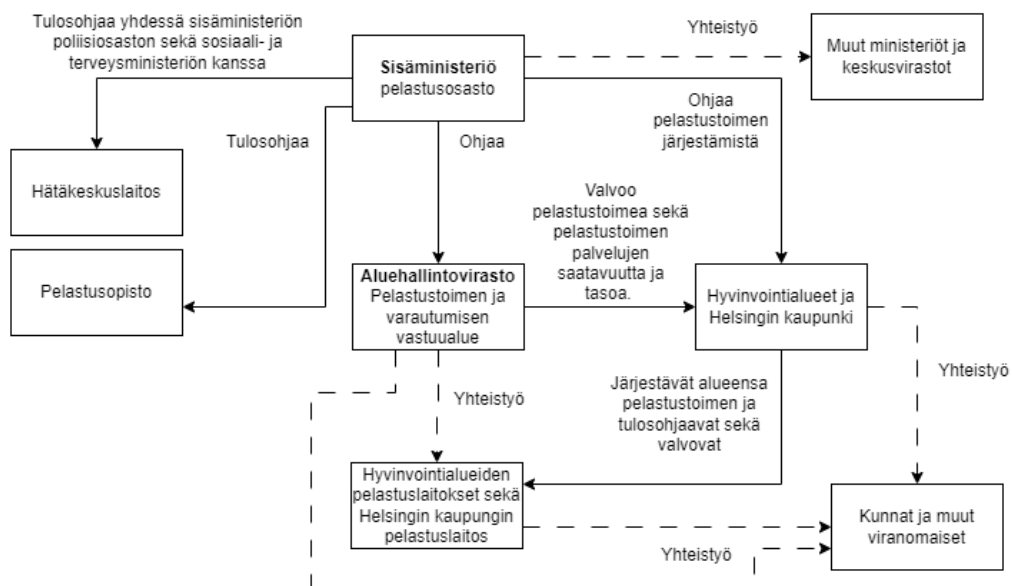 Tulosohjaa yhdessä sisäministeriön
poliisiosaston sekä sosiaali- ja
terveysministeriön kanssa
Sisäministeriö
pelastusosasto
Yhteistyö
Muut ministeriöt ja
keskusvirastot
Tulosohjaa
Ohjaa
Ohjaa
pelastustoimen
järjestämistä
Hätäkeskuslaitos
Pelastusopisto
Valvoo
pelastustoimea sekä
pelastustoimen
palvelujen
saatavuutta ja
tasoa.
Aluehallintovirasto
Pelastustoimen ja
varautumisen
vastuualue
Hyvinvointialueet ja
Helsingin kaupunki
Yhteistyö
Yhteistyö
Järjestävät alueensa
pelastustoimen ja
tulosohjaavat sekä
valvovat
Hyvinvointialueiden
pelastuslaitokset sekä
Helsingin kaupungin
pelastuslaitos
Kunnat ja muut
viranomaiset
Yhteistyö